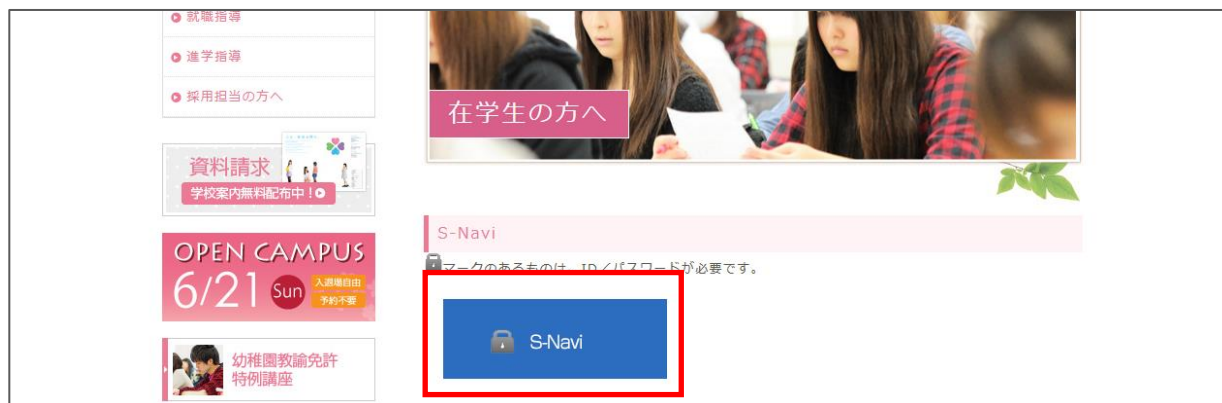 就職指導
進学指導
採用担当の方へ
資料請求
学校案内無料配布中！
OPEN CAMPUS
6/21 Sun 入退場自由
予約不要
幼稚園教諭免許
特例講座
在学生の方へ
S-Navi
マークのあるものは、ID／パスワードが必要です。
S-Navi